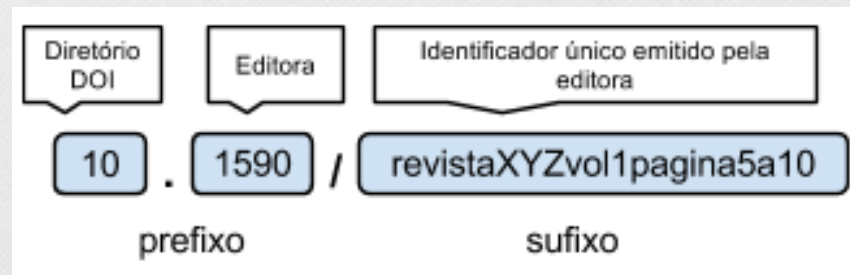 Diretório
DOI
Editora
Identificador único emitido pela
editora
10 . 1590 / revistaXYZvol1pagina5a10
prefixo sufixo